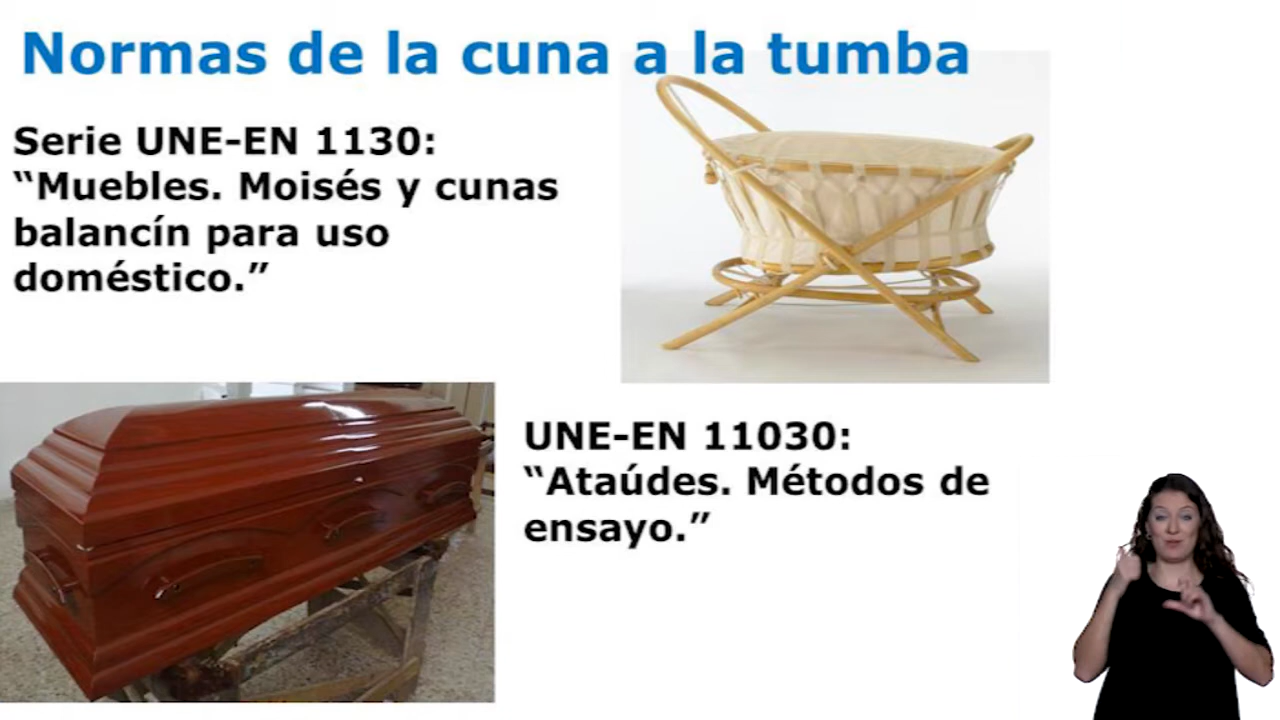 Normas de la cuna a la tumba
Serie UNE-EN 1130:
“Muebles. Moisés y cunas
balancín para uso
doméstico.”
UNE-EN 11030:
“Ataúdes. Métodos de
ensayo.”